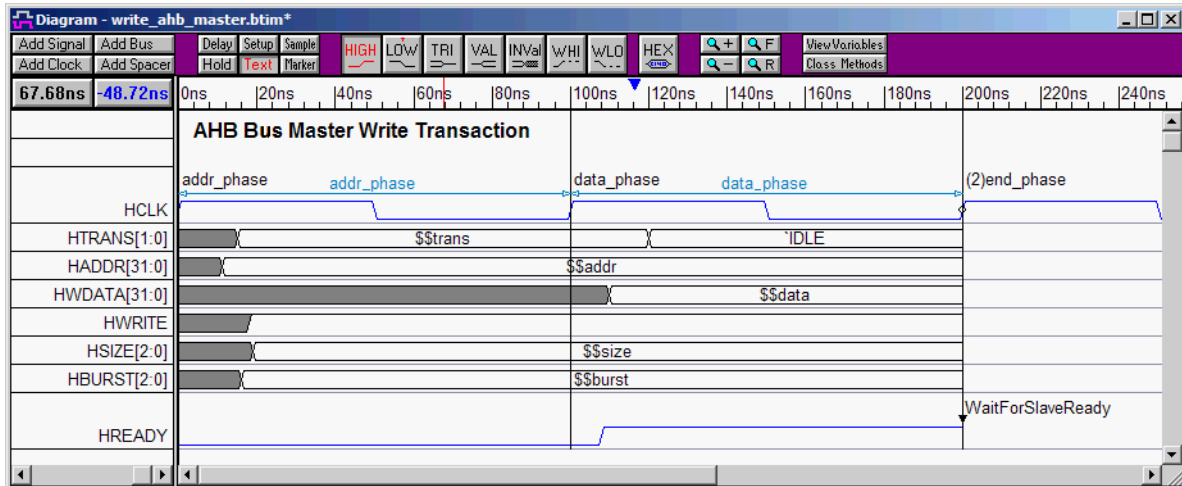 Diagram - write_ahb_master.btim*
Add Signal Add Bus Delay Setup Sample HIGH LOW TRI VAL INVal WHI WLO HEX + F View Variables
Add Clock Add Spacer Hold Text Marker - R Class Methods
67.68ns -48.72ns 0ns 20ns 40ns 60ns 80ns 100ns 120ns 140ns 160ns 180ns 200ns 220ns 240ns
AHB Bus Master Write Transaction
addr_phase addr_phase data_phase data_phase (2)end_phase
HCLK
HTRANS[1:0] $$trans `IDLE
HADDR[31:0] $$addr
HWDATA[31:0] $$data
HWRITE
HSIZE[2:0] $$size
HBURST[2:0] $$burst
WaitForSlaveReady
HREADY